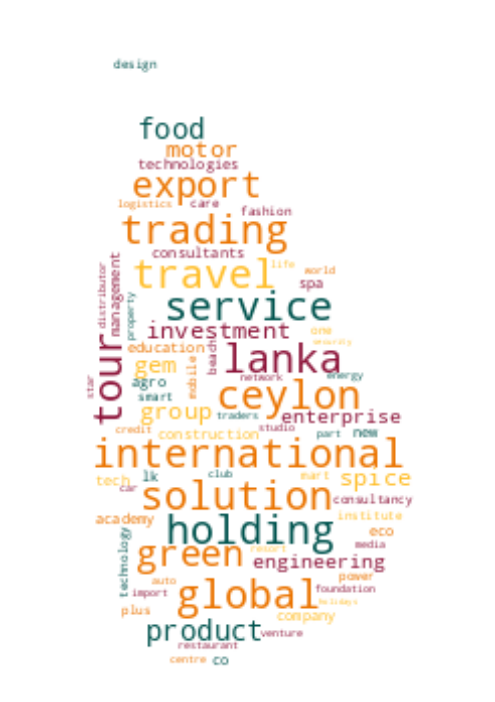 design
food
motor
technologies
export
logistics care
fashion
trading
consultants
travel life
world
spa
distributor
management
property
service
investment one
security
education
beach
lanka
tour
star
gem
mobile
network energy
agro
smart
ceylon
group traders enterprise
credit construction studio part new
international
tech lk club mart spice
car
solution consultancy
academy holding institute
eco
technology
green resort media
engineering
auto power
import global foundation
holidays
plus company
product venture
restaurant
centre co